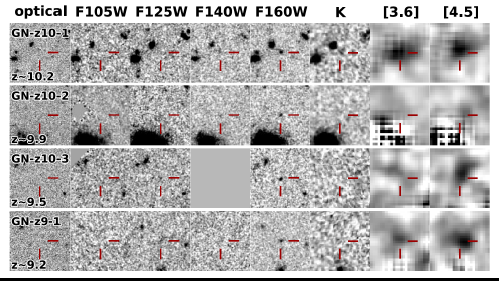 optical F105W F125W F140W F160W K [3.6] [4.5]
GN-z10-1
z~10.2
GN-z10-2
z~9.9
GN-z10-3
z~9.5
GN-z9-1
z~9.2